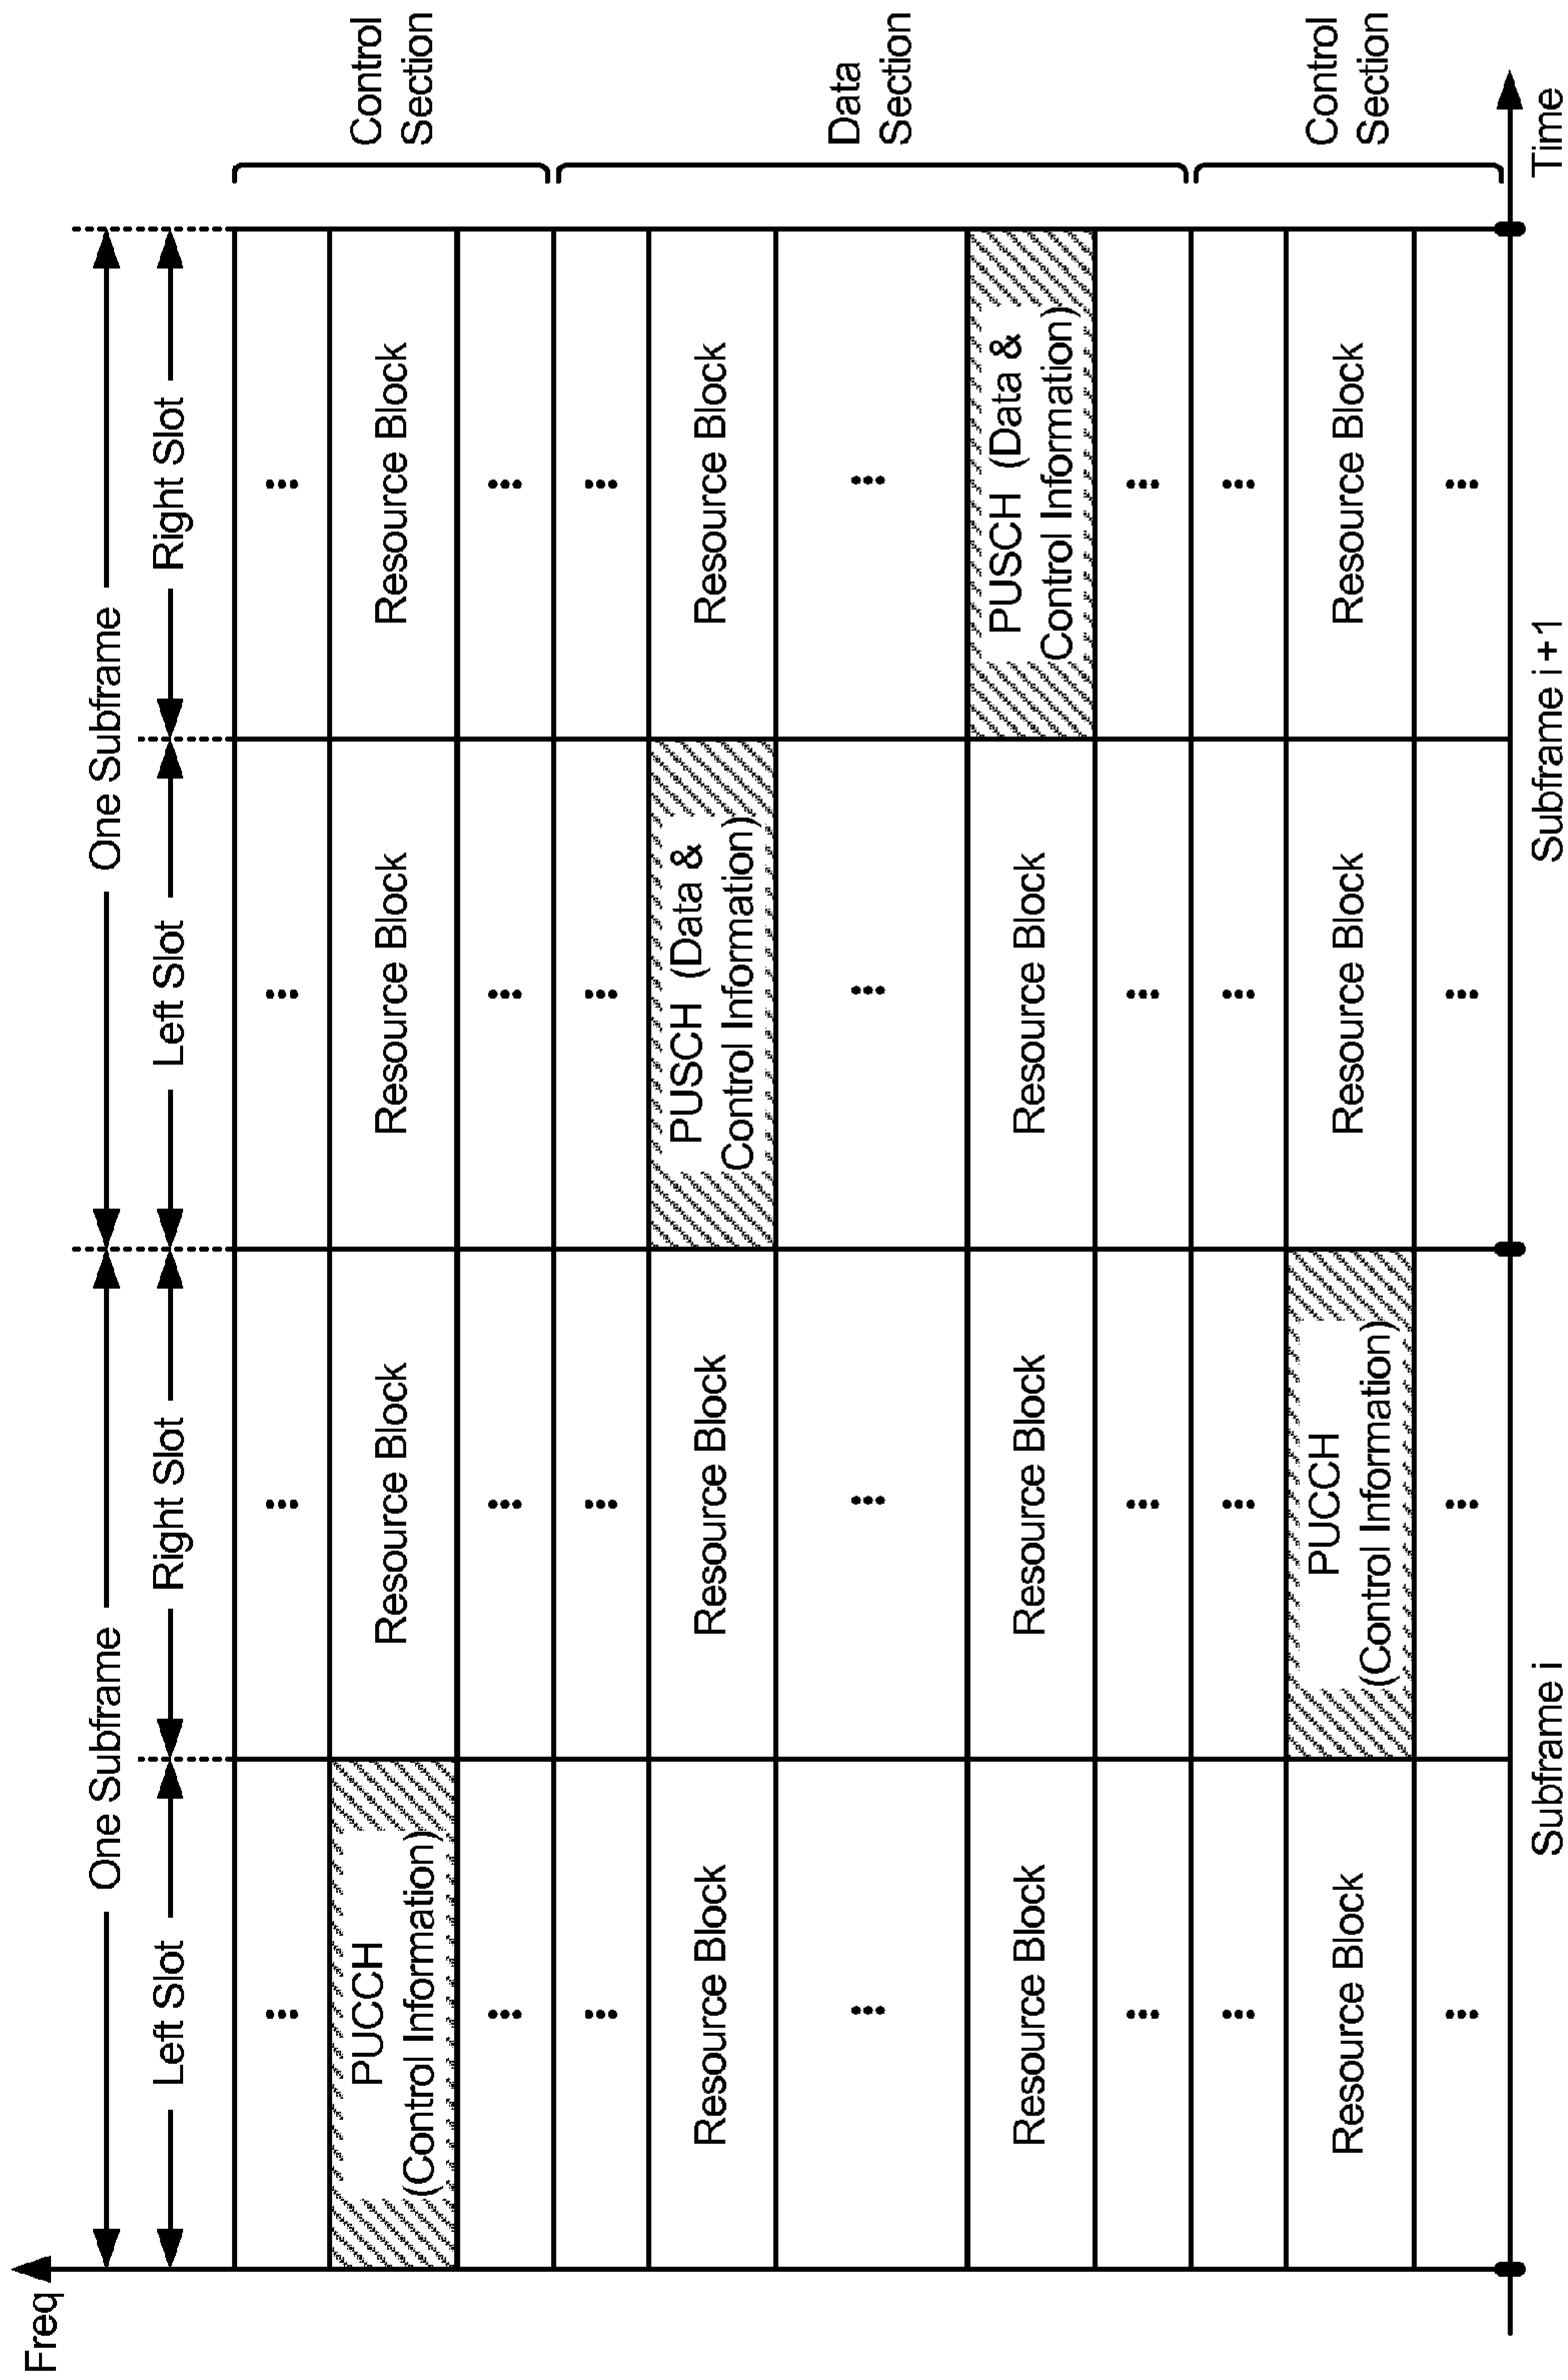 Freq
One Subframe
One Subframe
Left Slot
Right Slot
Left Slot
Right Slot
... ... ... ...
PUCCH
(Control Information)
Resource Block
Resource Block
Resource Block
Control
Section
... ... ... ...
... ... ... ...
Resource Block
Resource Block
PUSCH (Data &
Control Information)
Resource Block
... ... ... ...
Data
Section
Resource Block
Resource Block
Resource Block
PUSCH (Data &
Control Information)
... ... ... ...
... ... ... ...
Resource Block
PUCCH
(Control Information)
Resource Block
Resource Block
Control
Section
... ... ... ...
Subframe i
Subframe i +1
Time